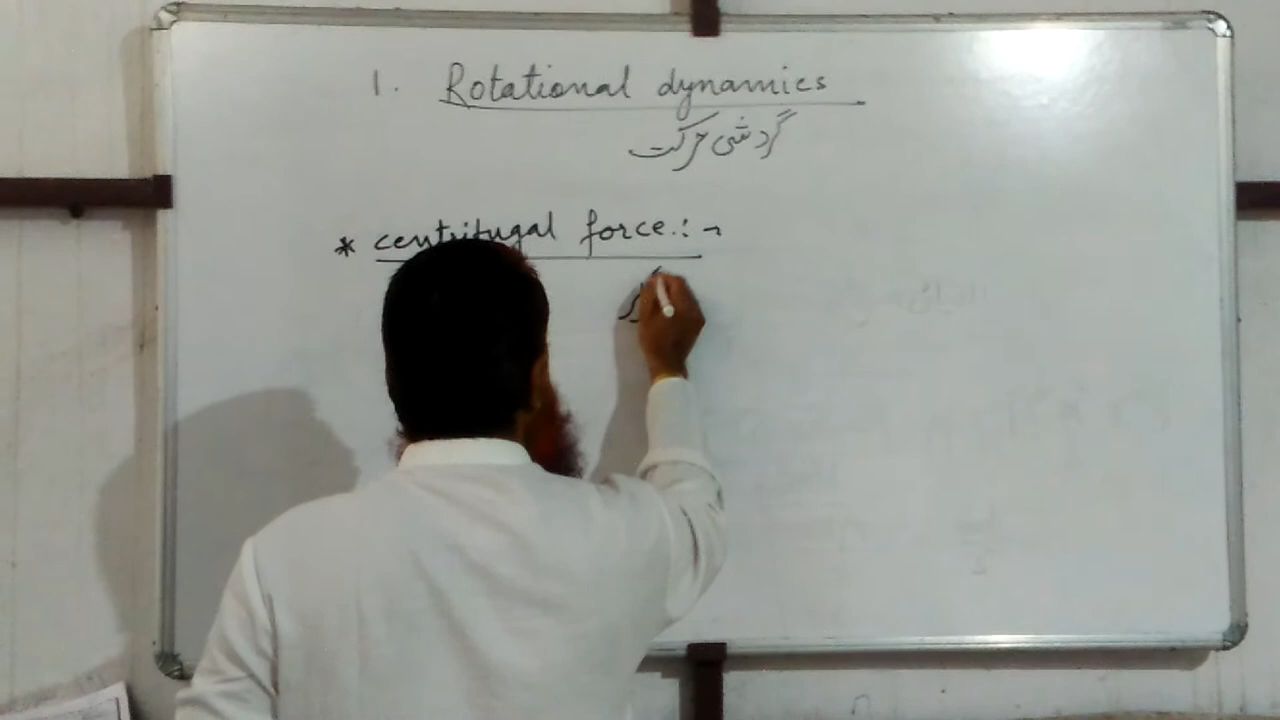 1. Rotational dynamics
گردشی حرکت
* centrifugal force :-